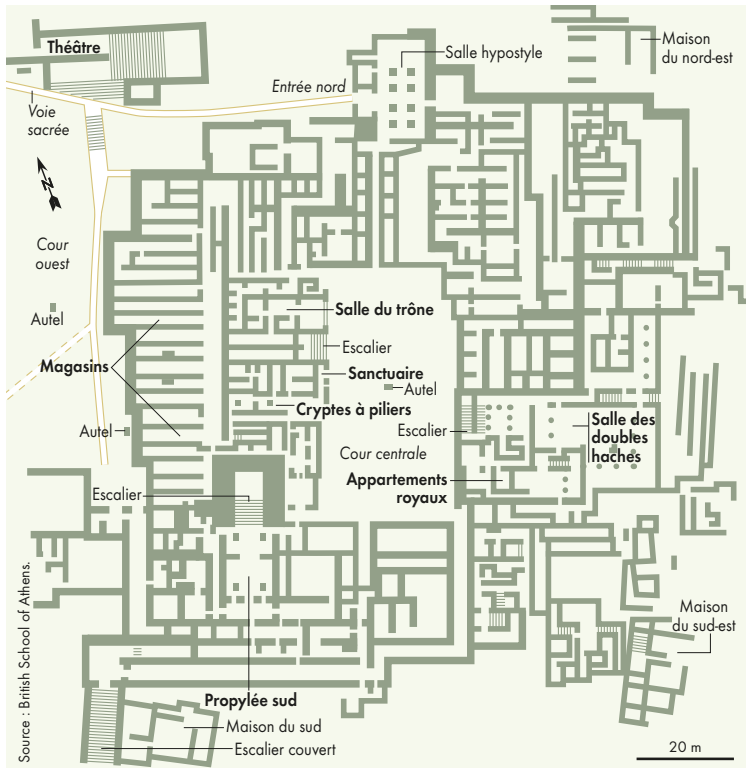 Théâtre
Salle hypostyle
Maison
du nord-est
Entrée nord
Voie
sacrée
N
Cour
ouest
Autel
Salle du trône
Escalier
Magasins
Sanctuaire
Autel
Cryptes à piliers
Autel
Escalier
Salle des
doubles
haches
Cour centrale
Appartements
royaux
Escalier
Source : British School of Athens.
Maison
du sud-est
Propylée sud
Maison du sud
Escalier couvert
20 m